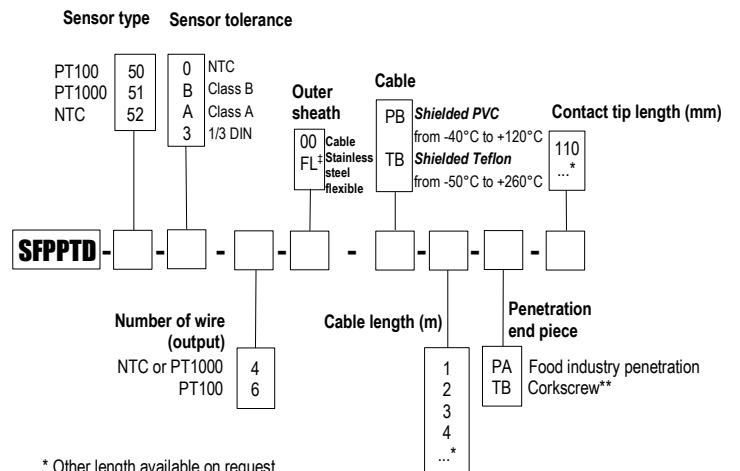 Sensor type
Sensor tolerance
PT100 50
PT1000 51
NTC 52
0 NTC
B Class B
A Class A
3 1/3 DIN
Outer
sheath
00 Cable
FL‡ Stainless
steel
flexible
Cable
PB Shielded PVC
from -40°C to +120°C
TB Shielded Teflon
from -50°C to +260°C
Contact tip length (mm)
110
...*
SFPPTD - - - - - - - -
Number of wire
(output)
NTC or PT1000 4
PT100 6
Cable length (m)
1
2
3
4
...*
Penetration
end piece
PA Food industry penetration
TB Corkscrew**
* Other length available on request